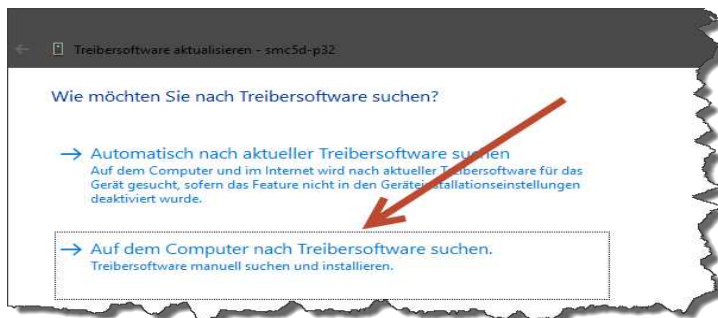 Treibersoftware aktualisieren - smc5d-p32
Wie möchten Sie nach Treibersoftware suchen?
Automatisch nach aktueller Treibersoftware suchen
Auf dem Computer und im Internet wird nach aktueller Treibersoftware für das
Gerät gesucht, sofern das Feature nicht in den Geräteinstallationseinstellungen
deaktiviert wurde.
Auf dem Computer nach Treibersoftware suchen.
Treibersoftware manuell suchen und installieren.